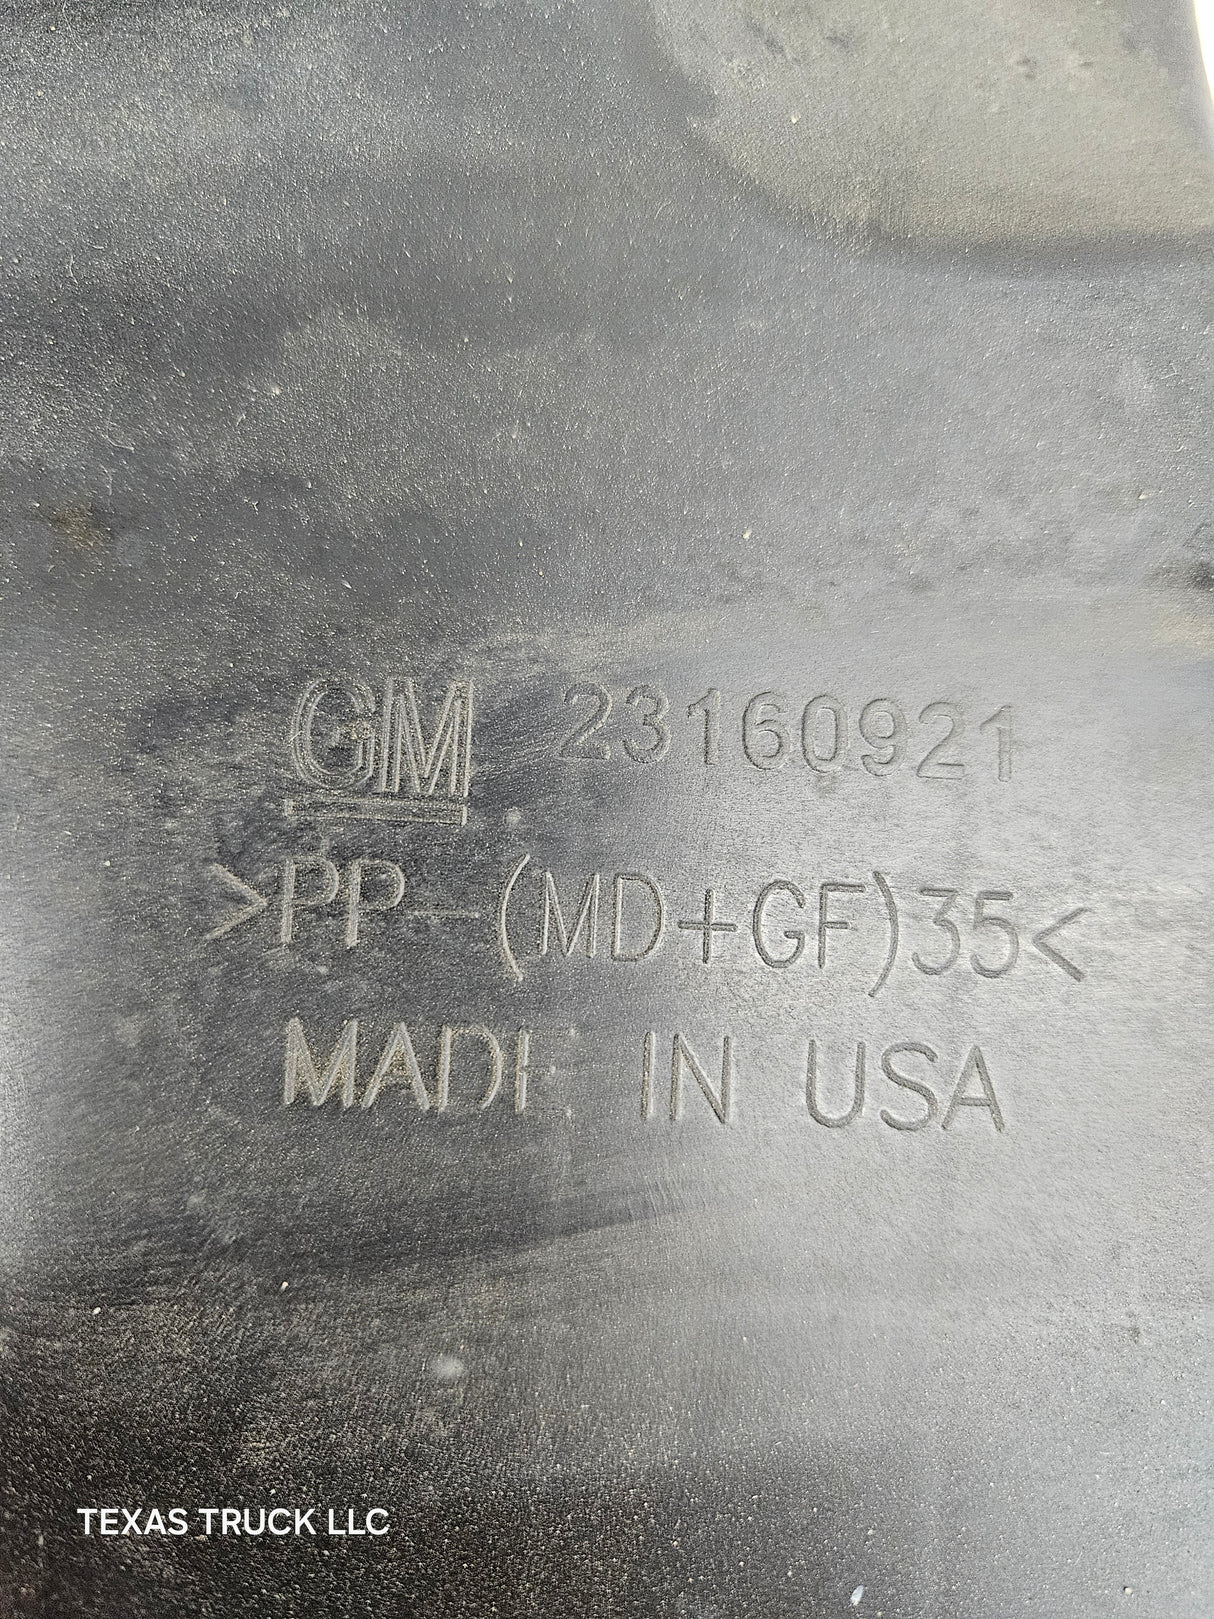 GM 23160921
>PP-(MD+GF)35<
MADE IN USA
TEXAS TRUCK LLC